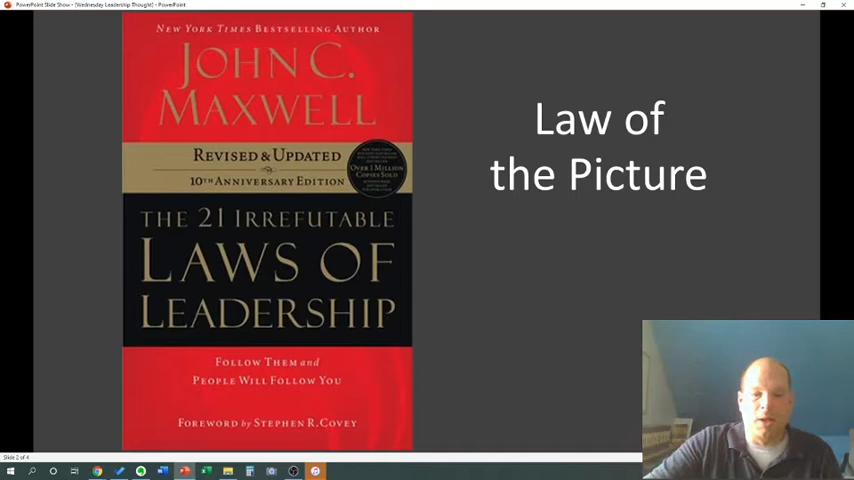 PowerPoint Slide Show - [Wednesday Leadership Thought] - PowerPoint
New York Times Bestselling Author
John C.
Maxwell
Revised & Updated
10th Anniversary Edition
Over 1 Million
Copies Sold
The 21 Irrefutable
Laws of
Leadership
Follow Them and
People Will Follow You
Foreword by Stephen R. Covey
Law of
the Picture
Slide 2 of 4